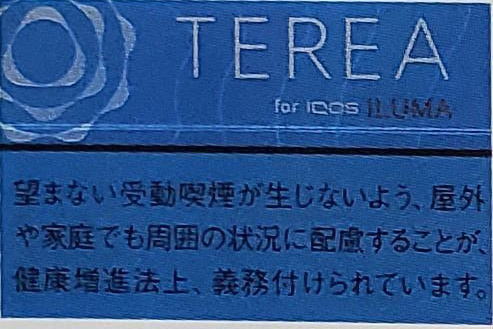 TEREA
for IQOS ILUMA
望まない受動喫煙が生じないよう、屋外
や家庭でも周囲の状況に配慮することが、
健康増進法上、義務付けられています。